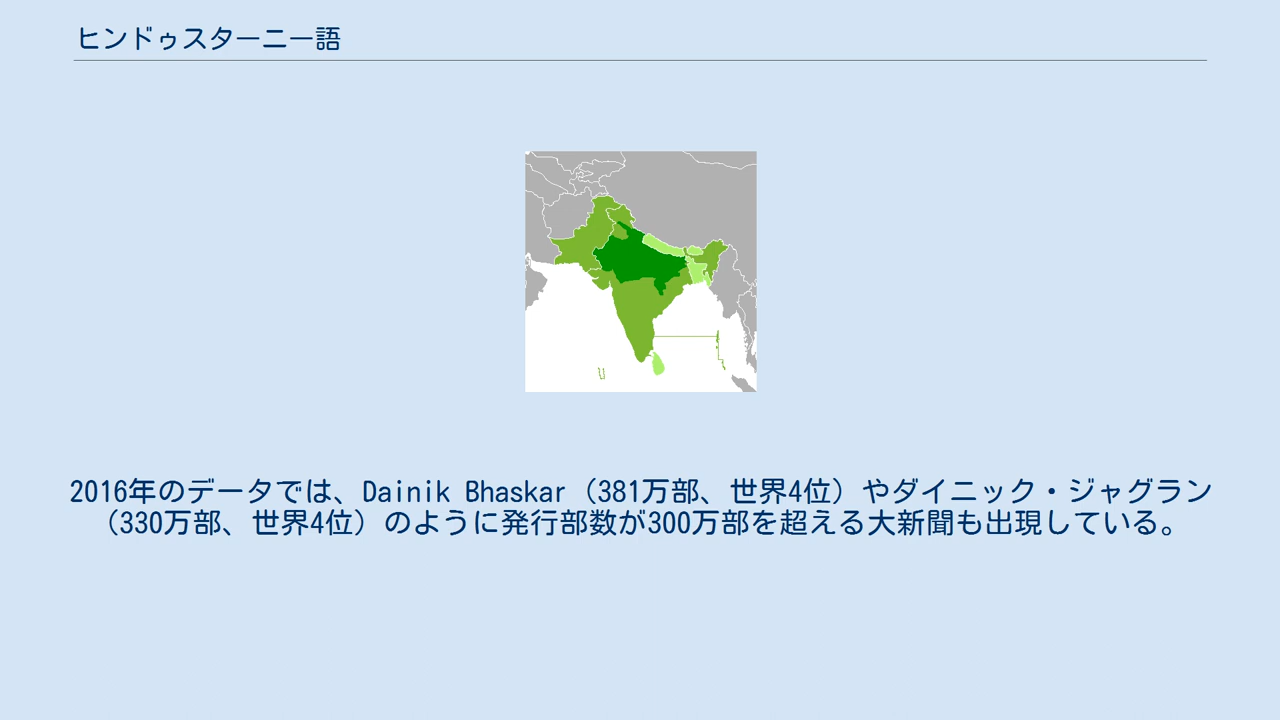 ヒンドゥスターニー語
2016年のデータでは、Dainik Bhaskar（381万部、世界4位）やダイニック・ジャグラン
（330万部、世界4位）のように発行部数が300万部を超える大新聞も出現している。